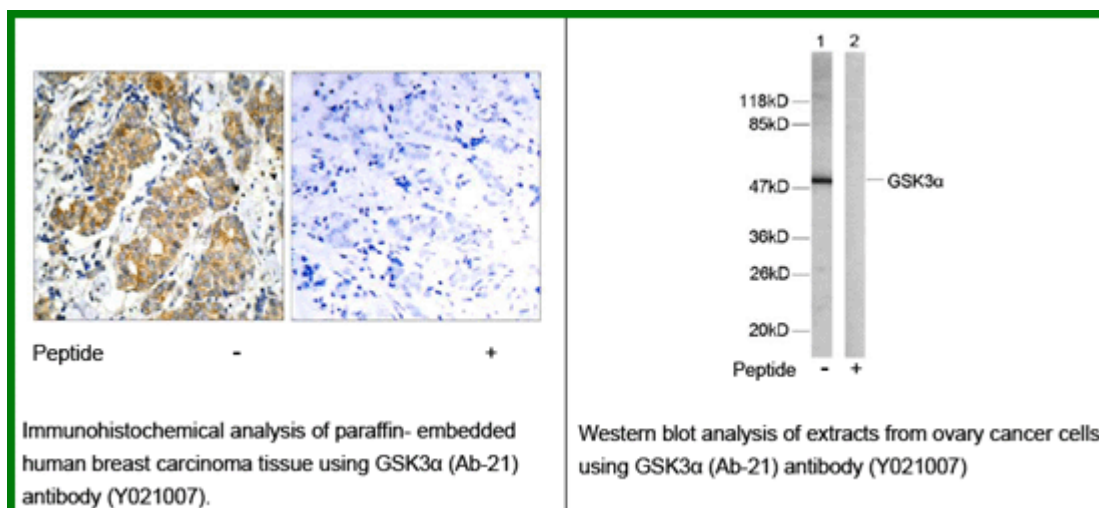 Peptide - +
Immunohistochemical analysis of paraffin- embedded
human breast carcinoma tissue using GSK3α (Ab-21)
antibody (Y021007).
1 2
118kD
85kD
47kD
GSK3α
36kD
26kD
20kD
Peptide - +
Western blot analysis of extracts from ovary cancer cells
using GSK3α (Ab-21) antibody (Y021007)